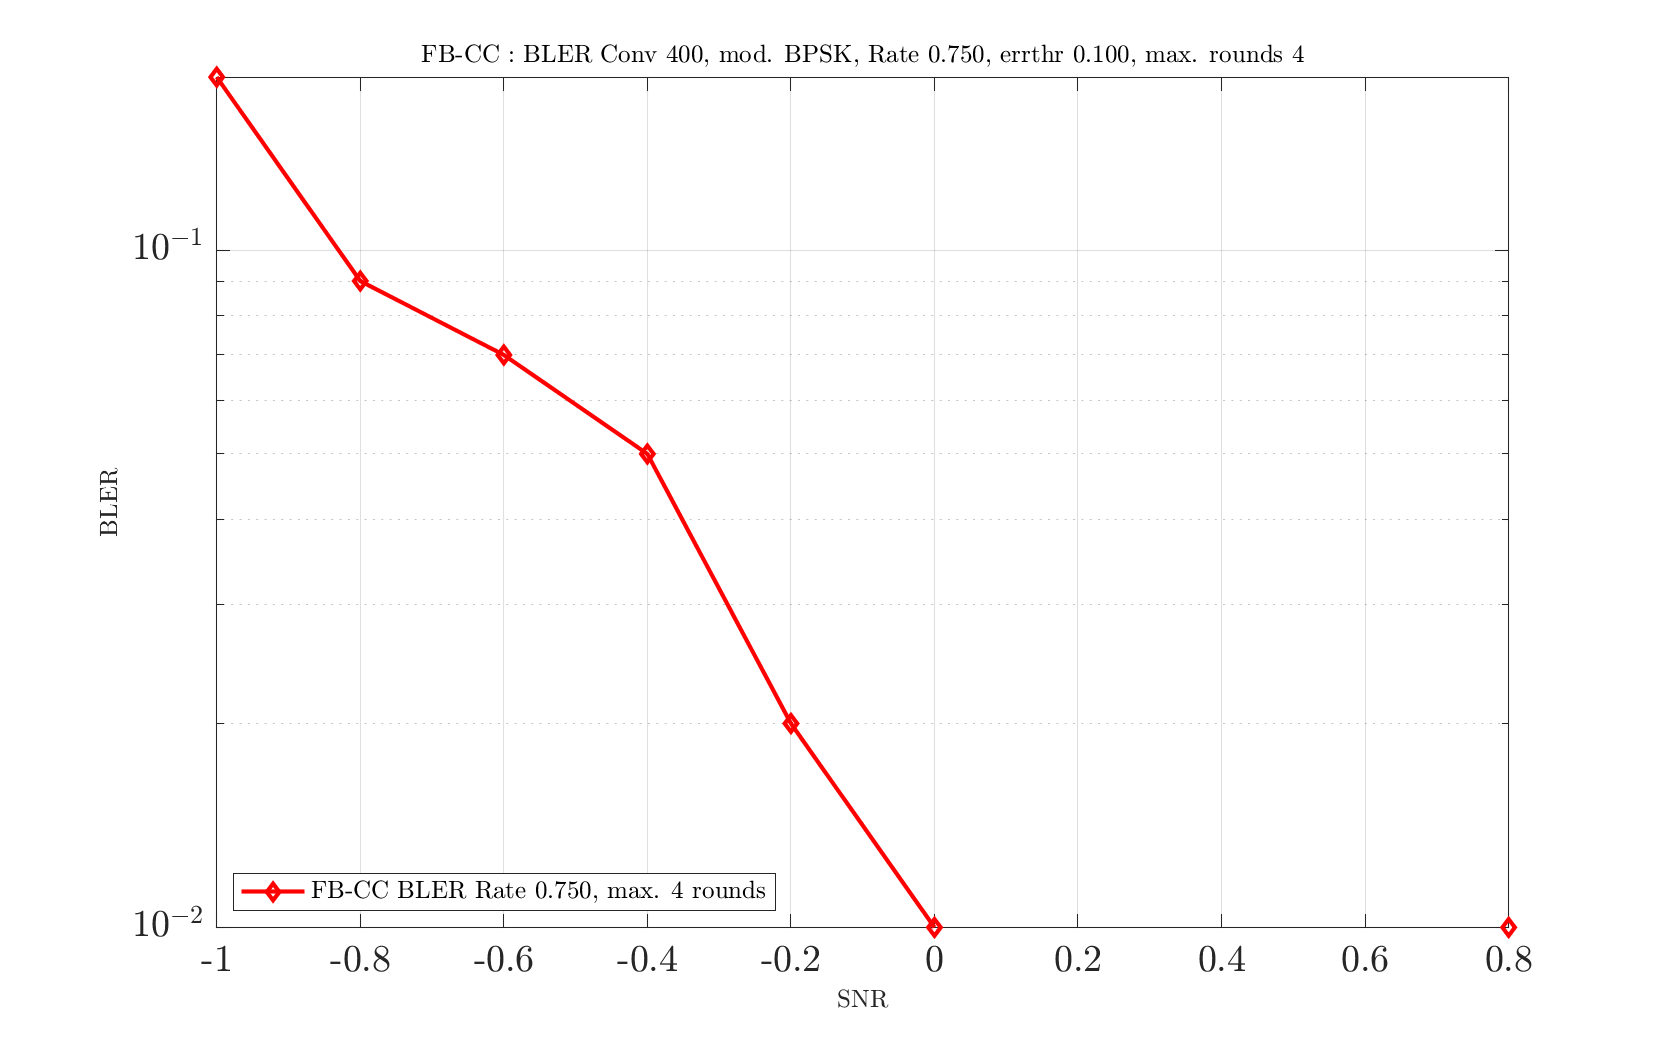 FB-CC : BLER Conv 400, mod. BPSK, Rate 0.750, errthr 0.100, max. rounds 4
10^{-1}
BLER
FB-CC BLER Rate 0.750, max. 4 rounds
10^{-2}
-1 -0.8 -0.6 -0.4 -0.2 0 0.2 0.4 0.6 0.8
SNR